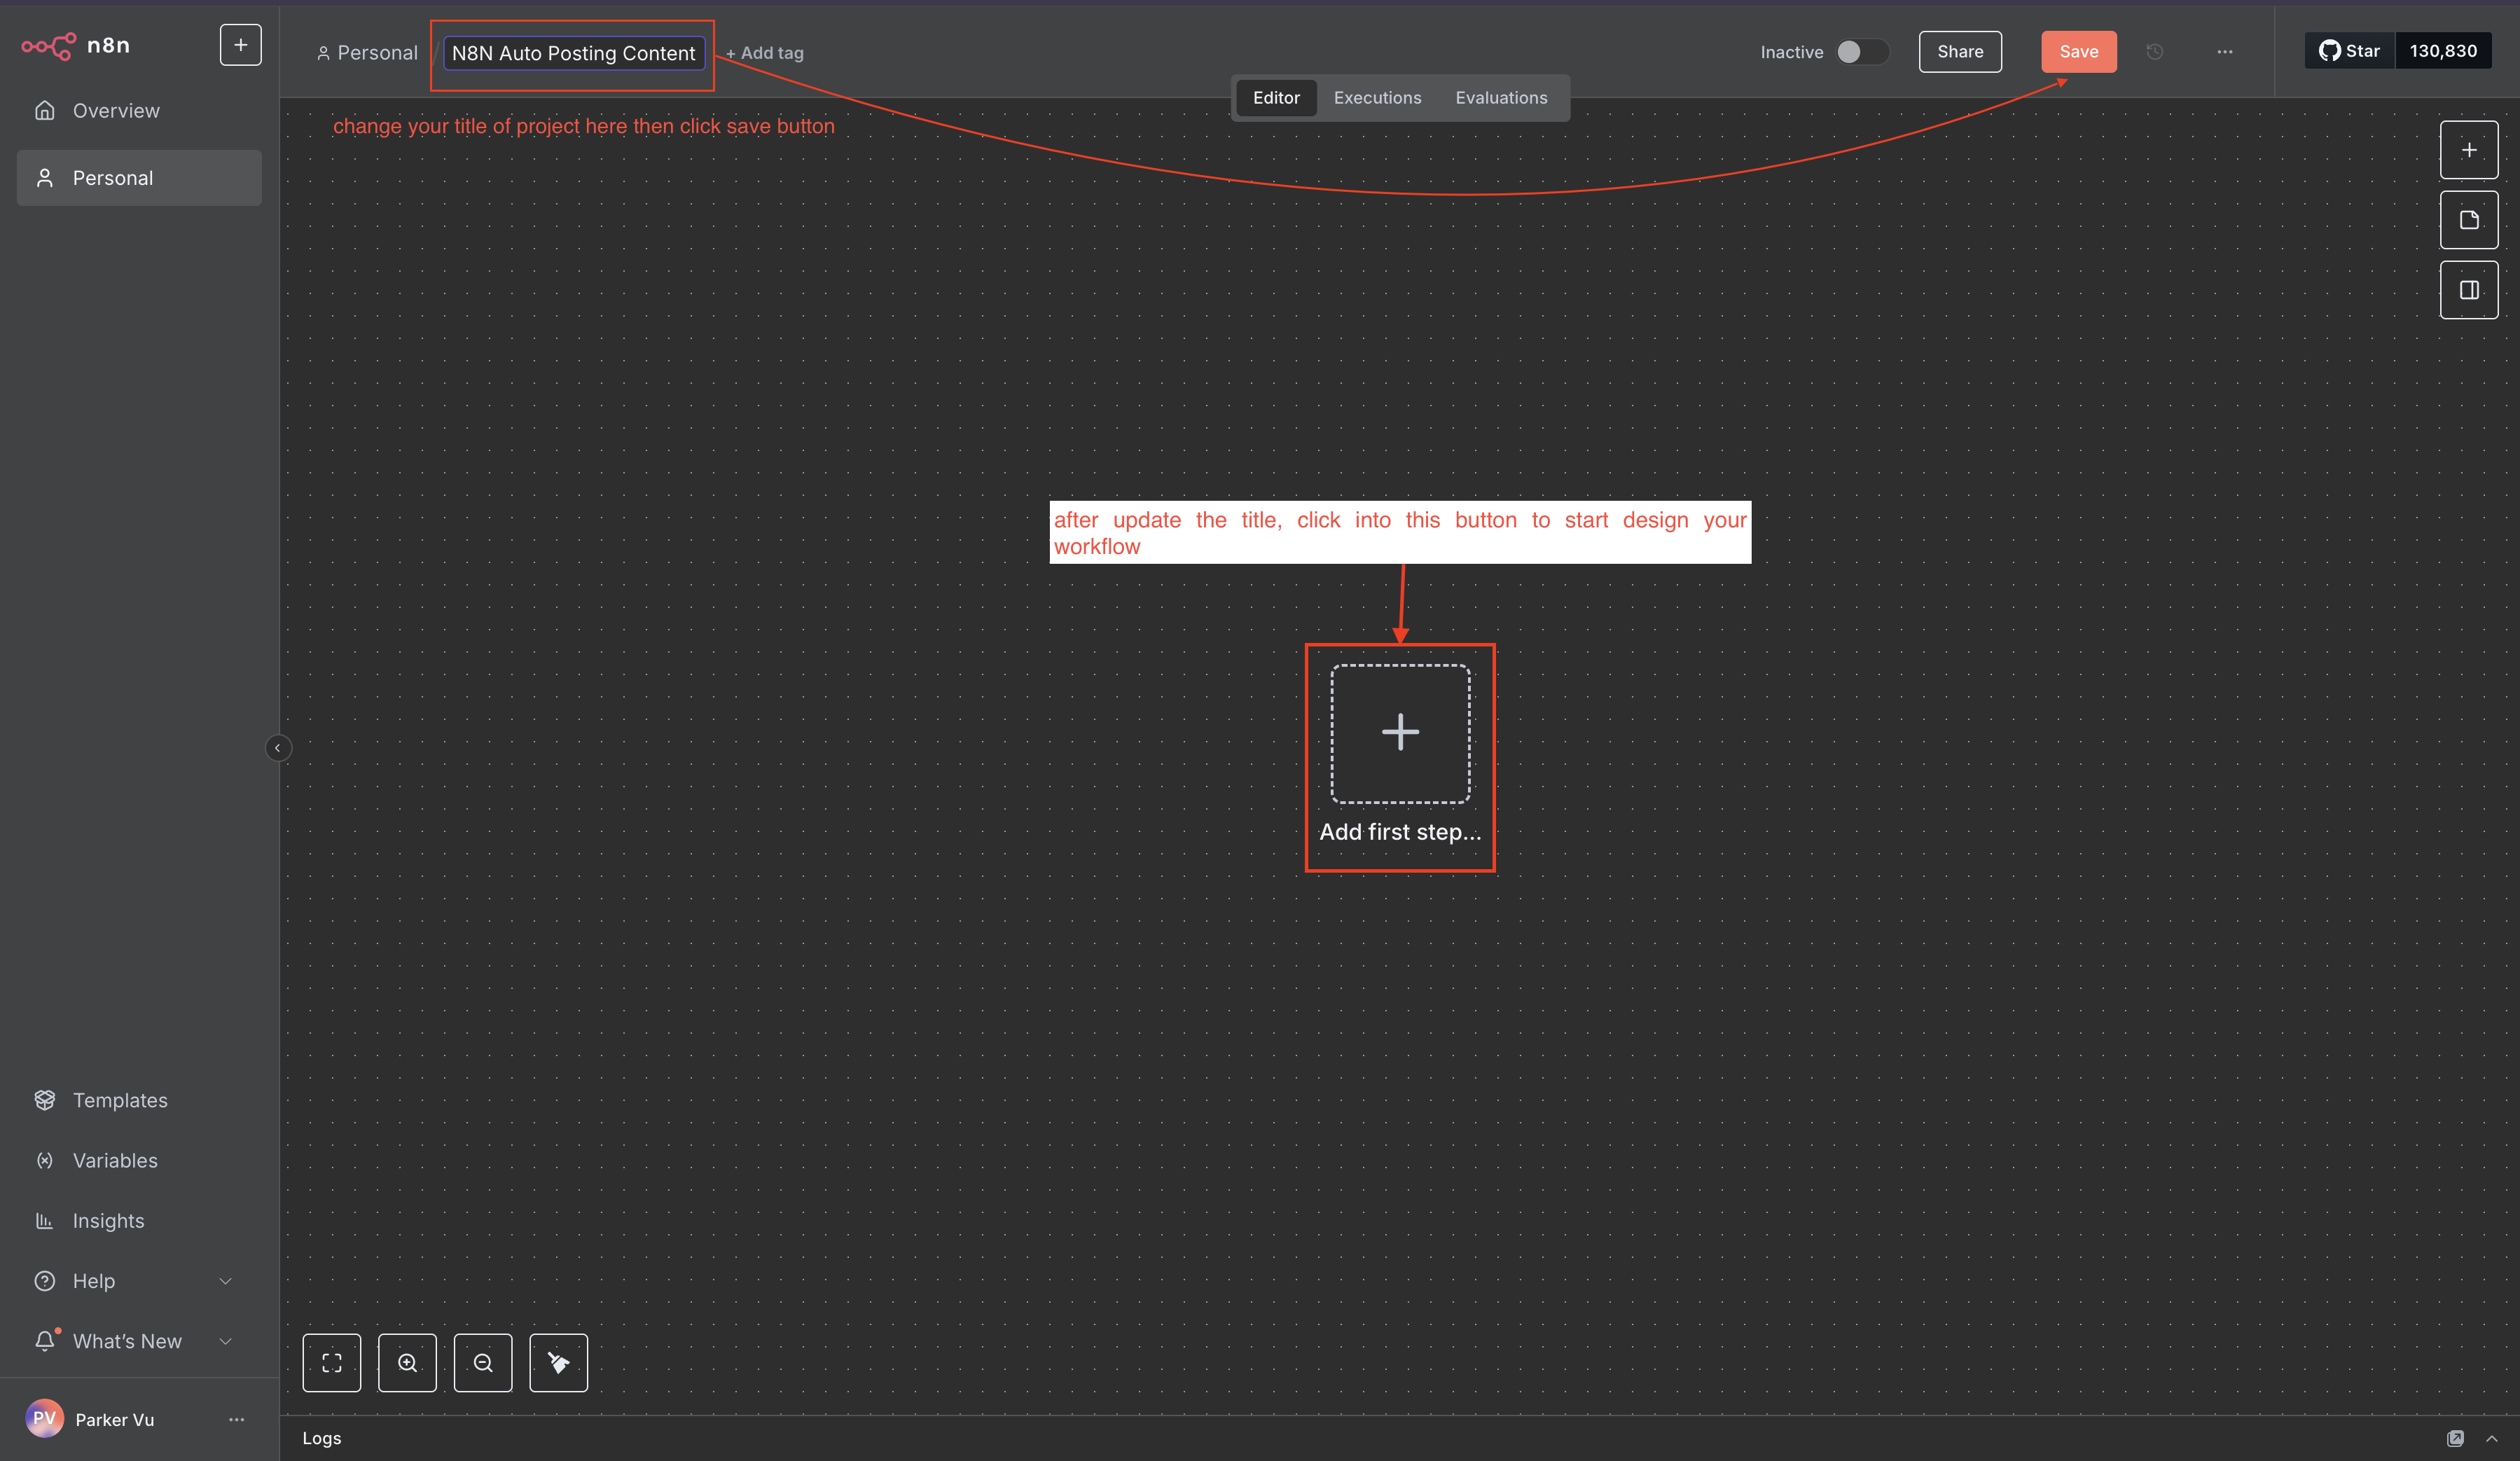 n8n
Personal
N8N Auto Posting Content
+ Add tag
Inactive
Share
Save
Star
130,830
Editor
Executions
Evaluations
Overview
Personal
change your title of project here then click save button
after update the title, click into this button to start design your
workflow
Add first step...
Templates
Variables
Insights
Help
What's New
PV
Parker Vu
Logs